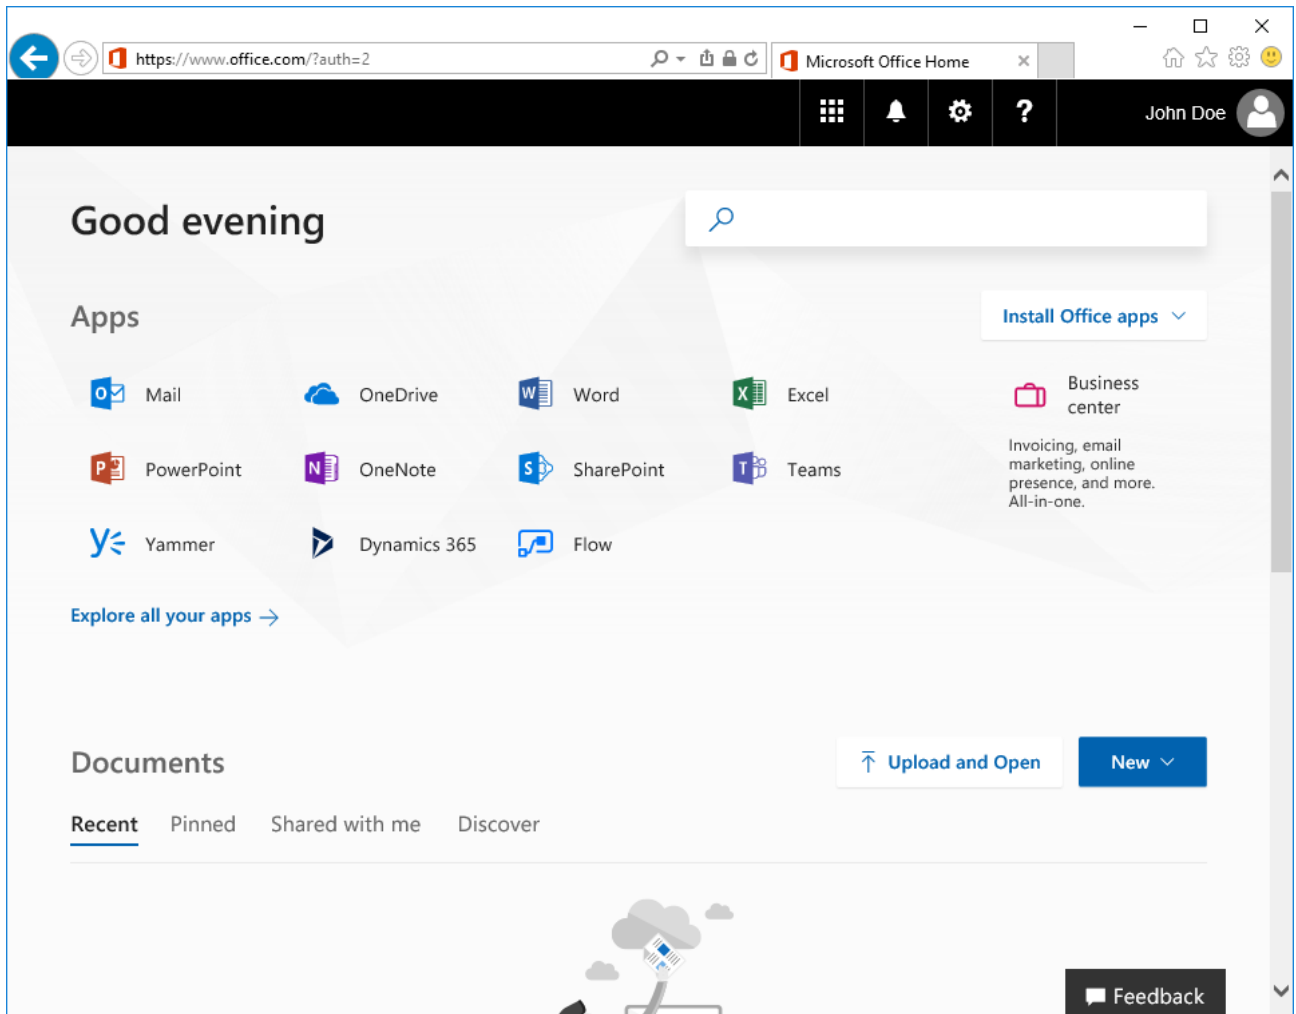 https://www.office.com/?auth=2
Microsoft Office Home
?
John Doe
Good evening
Apps
Install Office apps
Mail
OneDrive
Word
Excel
Business
center
Invoicing, email
marketing, online
presence, and more.
All-in-one.
PowerPoint
OneNote
SharePoint
Teams
Yammer
Dynamics 365
Flow
Explore all your apps →
Documents
Upload and Open
New
Recent
Pinned
Shared with me
Discover
Feedback